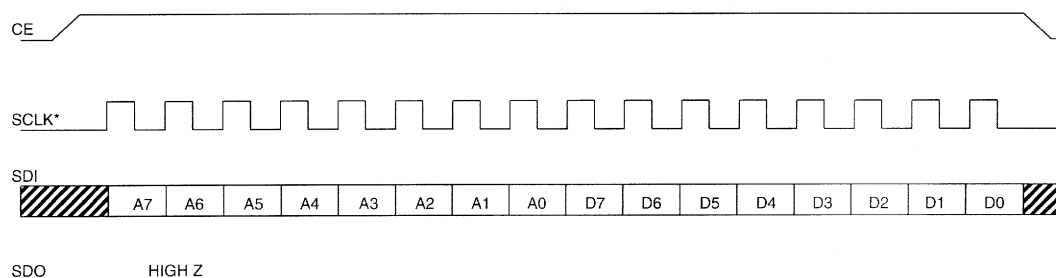 CE
SCLK*
SDI
A7 A6 A5 A4 A3 A2 A1 A0 D7 D6 D5 D4 D3 D2 D1 D0
SDO HIGH Z